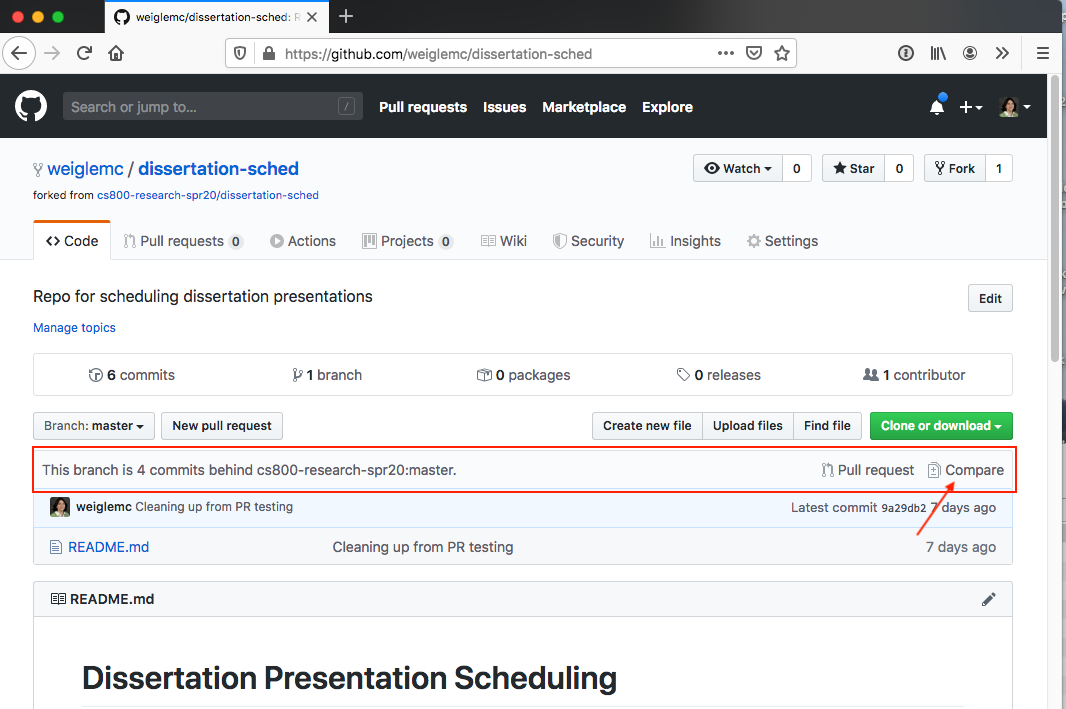 weiglemc/dissertation-sched: R
https://github.com/weiglemc/dissertation-sched
Search or jump to... / Pull requests Issues Marketplace Explore
weiglemc / dissertation-sched Watch 0 Star 0 Fork 1
forked from cs800-research-spr20/dissertation-sched
Code Pull requests 0 Actions Projects 0 Wiki Security Insights Settings
Repo for scheduling dissertation presentations Edit
Manage topics
6 commits 1 branch 0 packages 0 releases 1 contributor
Branch: master New pull request Create new file Upload files Find file Clone or download
This branch is 4 commits behind cs800-research-spr20:master. Pull request Compare
weiglemc Cleaning up from PR testing Latest commit 9a29db2 7 days ago
README.md Cleaning up from PR testing 7 days ago
README.md
Dissertation Presentation Scheduling